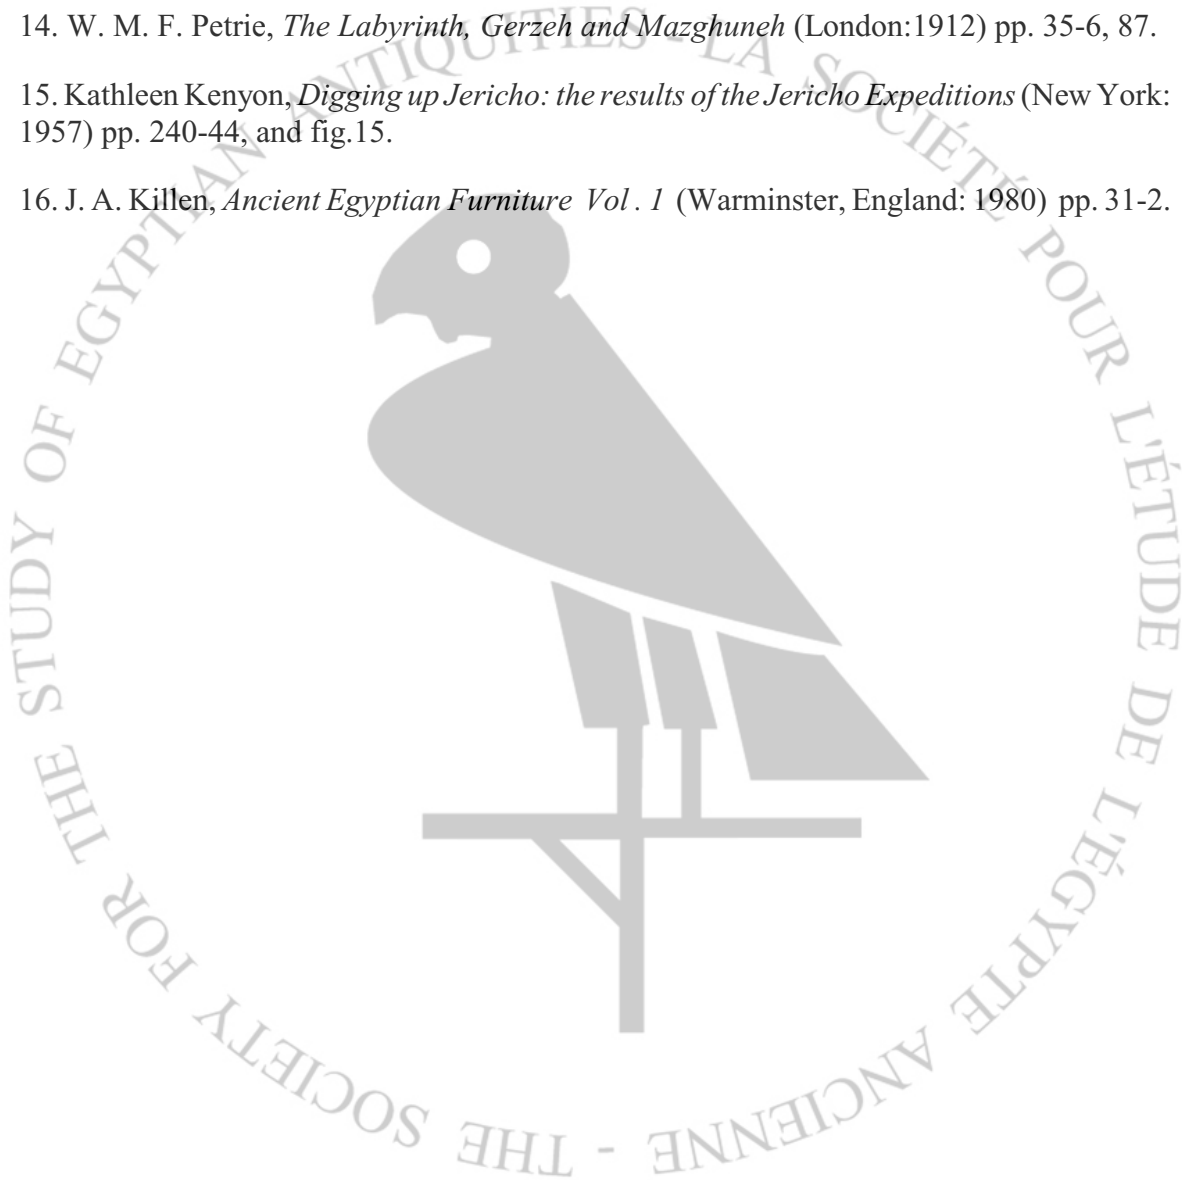 14. W. M. F. Petrie, The Labyrinth, Gerzeh and Mazghuneh (London:1912) pp. 35-6, 87.
15. Kathleen Kenyon, Digging up Jericho: the results of the Jericho Expeditions (New York:
1957) pp. 240-44, and fig.15.
16. J. A. Killen, Ancient Egyptian Furniture Vol. 1 (Warminster, England: 1980) pp. 31-2.
THE SOCIETY FOR THE STUDY OF EGYPTIAN ANTIQUITIES - LA SOCIÉTÉ POUR L'ÉTUDE DE L'ÉGYPTE ANCIENNE -